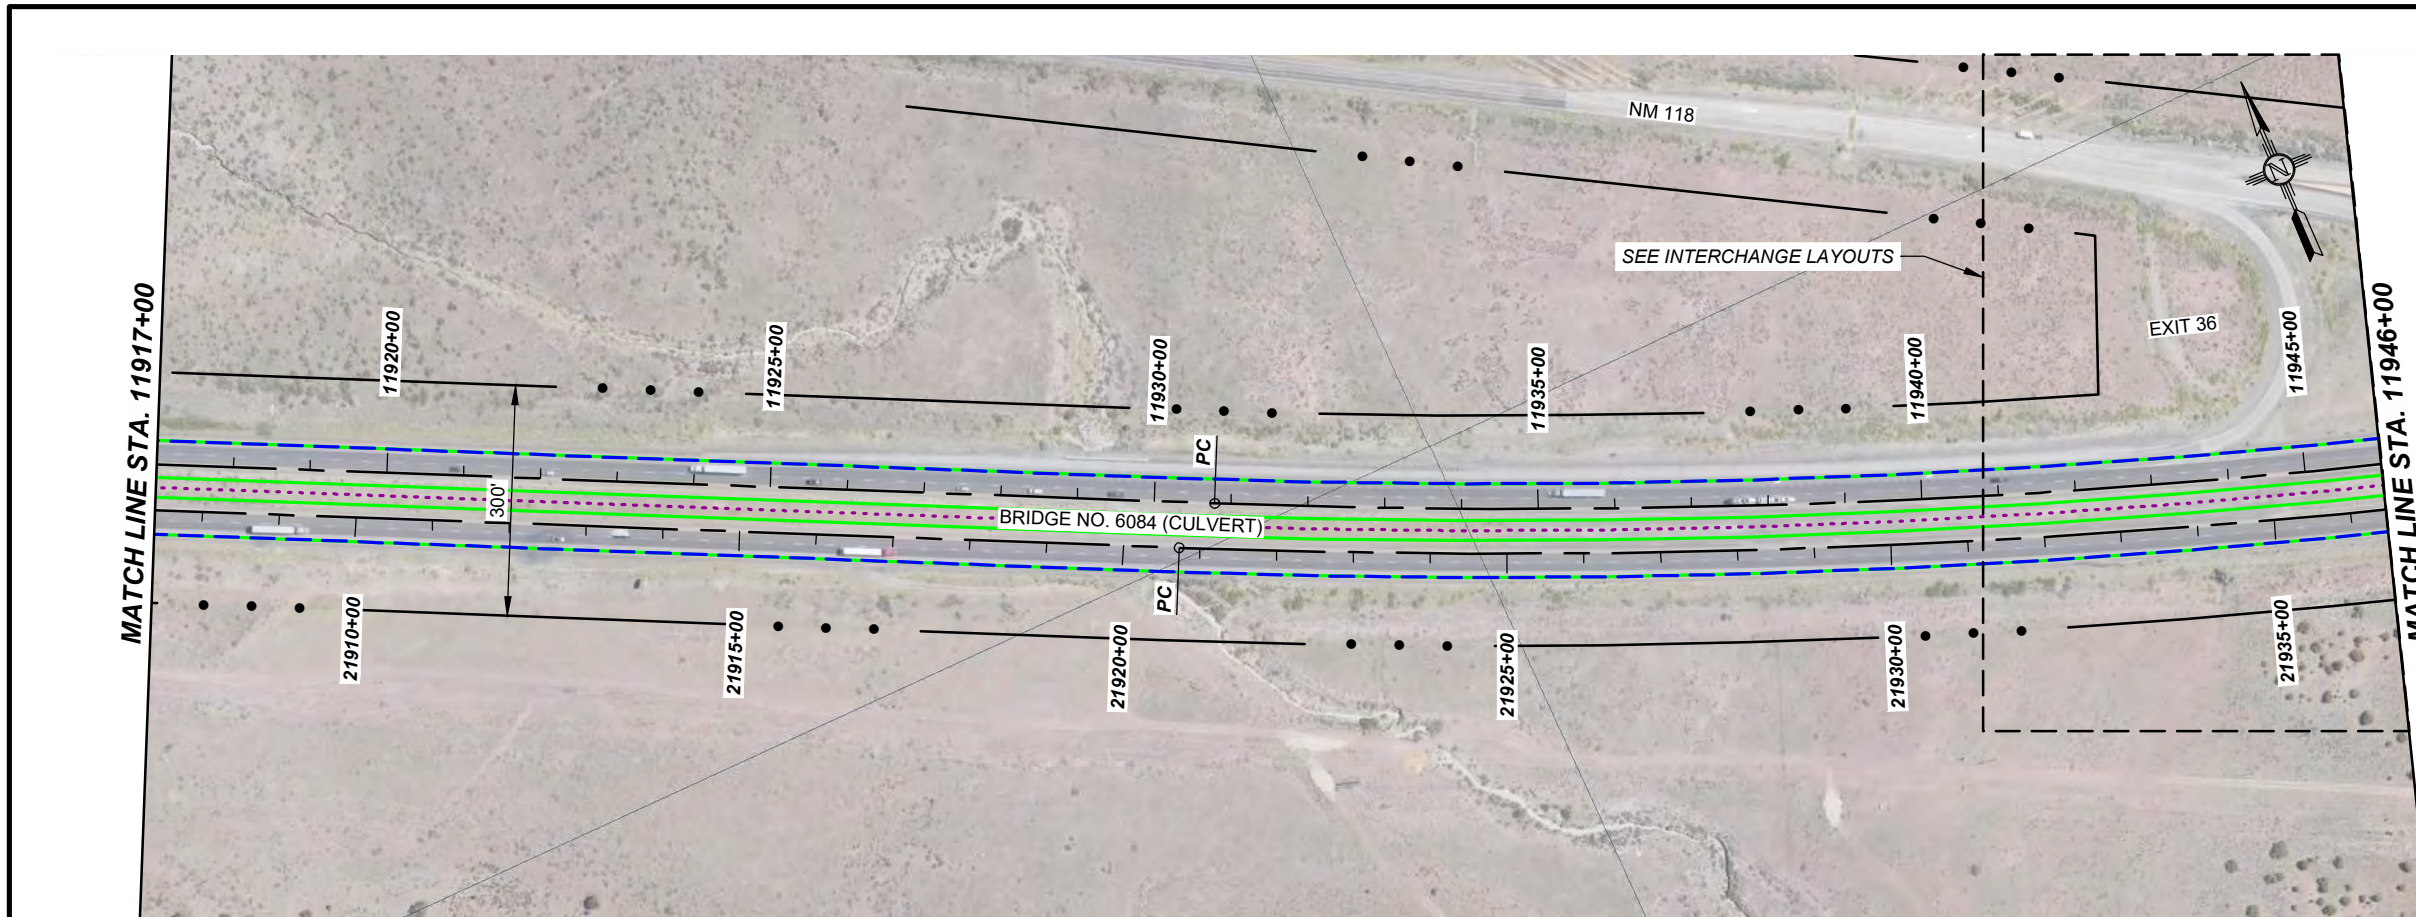 NM 118
N
SEE INTERCHANGE LAYOUTS
EXIT 36
MATCH LINE STA. 11917+00
11920+00
11925+00
11930+00
11935+00
11940+00
11945+00
MATCH LINE STA. 11946+00
300'
PC
BRIDGE NO. 6084 (CULVERT)
PC
21910+00
21915+00
21920+00
21925+00
21930+00
21935+00